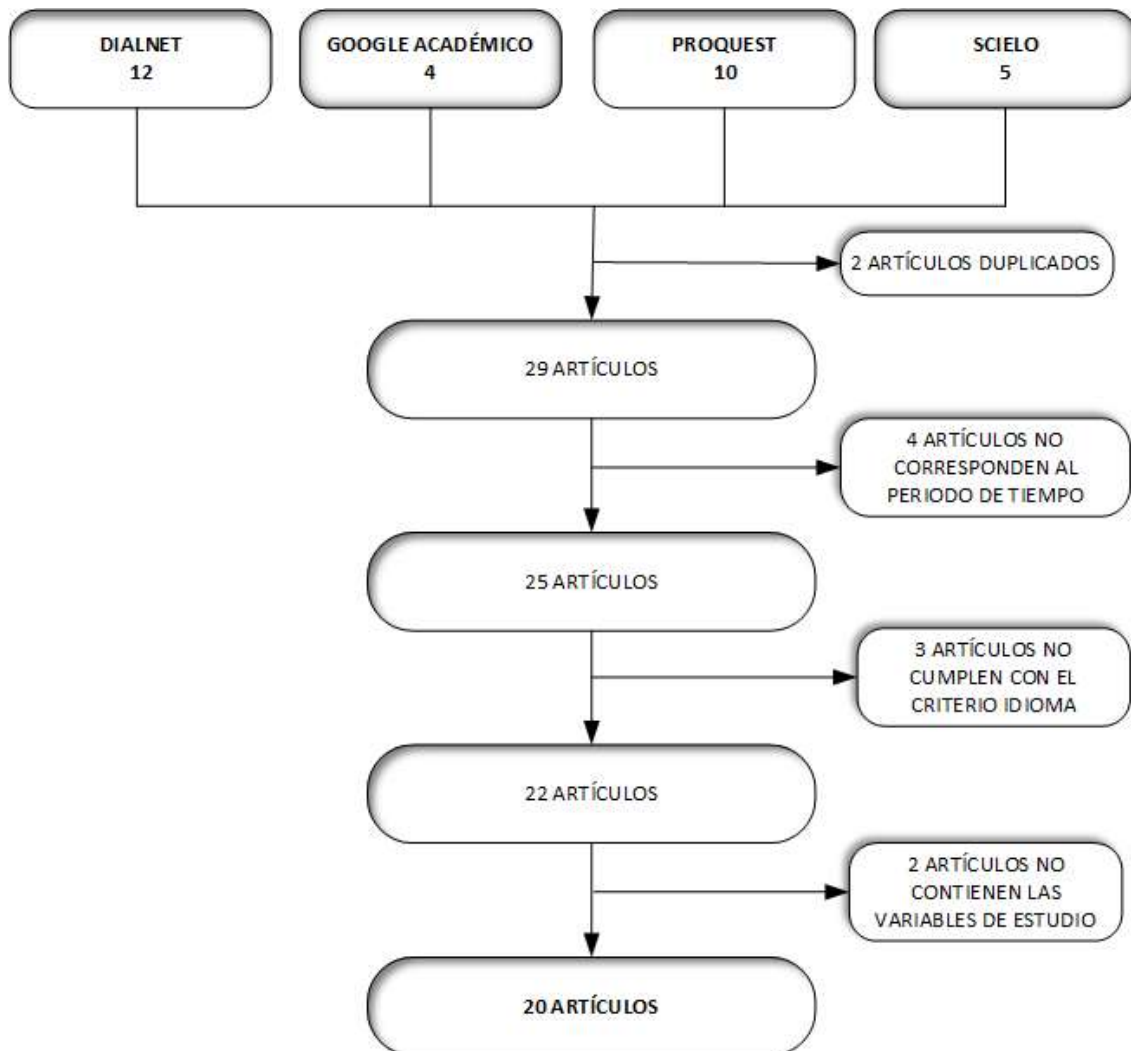 DIALNET
12
GOOGLE ACADÉMICO
4
PROQUEST
10
SCIELO
5
2 ARTÍCULOS DUPLICADOS
29 ARTÍCULOS
4 ARTÍCULOS NO
CORRESPONDEN AL
PERIODO DE TIEMPO
25 ARTÍCULOS
3 ARTÍCULOS NO
CUMPLEN CON EL
CRITERIO IDIOMA
22 ARTÍCULOS
2 ARTÍCULOS NO
CONTIENEN LAS
VARIABLES DE ESTUDIO
20 ARTÍCULOS